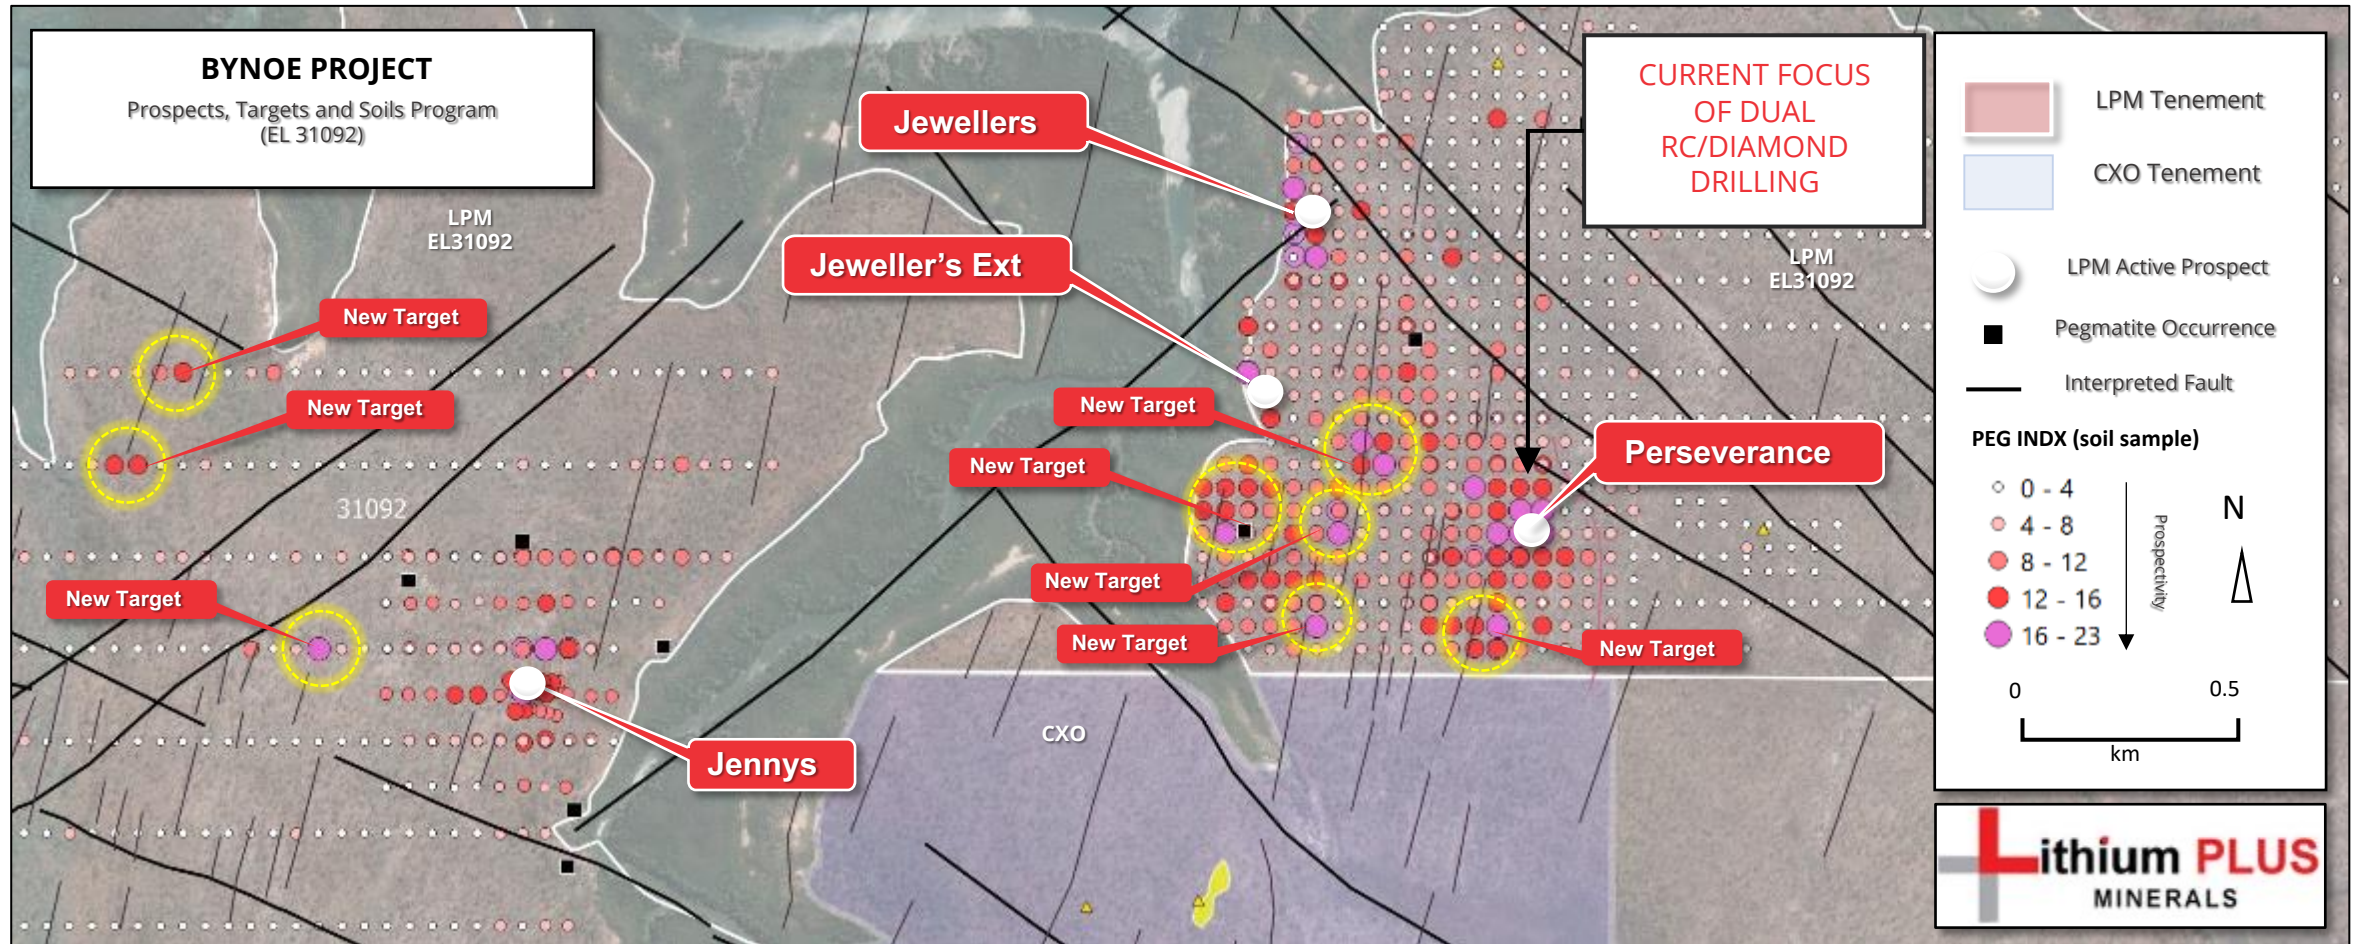 BYNOE PROJECT
Prospects, Targets and Soils Program
(EL 31092)
LPM
EL31092
Jewellers
Jeweller’s Ext
CURRENT FOCUS
OF DUAL
RC/DIAMOND
DRILLING
LPM
EL31092
New Target
New Target
New Target
New Target
Perseverance
31092
New Target
New Target
New Target
New Target
Jennys
CXO
LPM Tenement
CXO Tenement
LPM Active Prospect
Pegmatite Occurrence
Interpreted Fault
PEG INDX (soil sample)
0 - 4
4 - 8
8 - 12
12 - 16
16 - 23
Prospectivity
N
0 0.5
km
Lithium PLUS
MINERALS